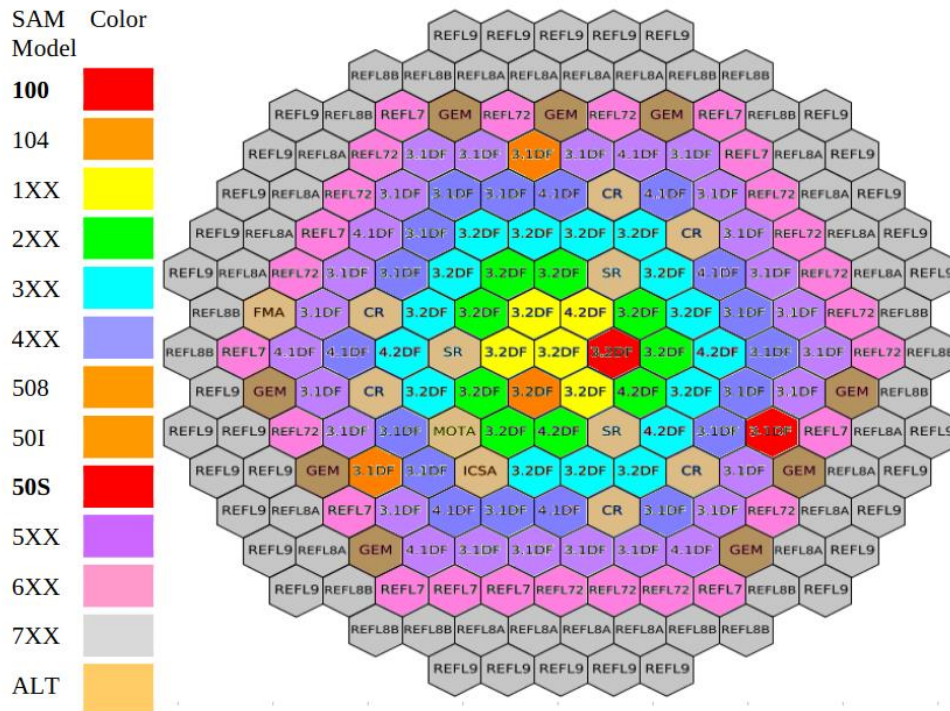 SAM Color
Model
100
104
1XX
2XX
3XX
4XX
508
50I
50S
5XX
6XX
7XX
ALT
REFL9 REFL9 REFL9 REFL9 REFL9
REFL8B REFL8B REFL8A REFL8A REFL8A REFL8A REFL8B REFL8B
REFL9 REFL8B REFL7 GEM REFL72 GEM REFL72 GEM REFL7 REFL8B REFL9
REFL9 REFL8A REFL72 3.1DF 3.1DF 3.1DF 3.1DF 4.1DF 3.1DF REFL7 REFL8A REFL9
REFL9 REFL8A REFL72 3.1DF 3.1DF 3.1DF 4.1DF CR 4.1DF 3.1DF REFL72 REFL8A REFL9
REFL9 REFL8A REFL7 4.1DF 3.1DF 3.2DF 3.2DF 3.2DF 3.2DF CR 3.1DF REFL72 REFL8A REFL9
REFL9 REFL8A REFL72 3.1DF 3.1DF 3.2DF 3.2DF 3.2DF SR 3.2DF 4.1DF 3.1DF REFL72 REFL8A REFL9
REFL8B FMA 3.1DF CR 3.2DF 3.2DF 3.2DF 4.2DF 3.2DF 3.2DF 3.1DF 3.1DF REFL72 REFL8B
REFL8B REFL7 4.1DF 4.1DF 4.2DF SR 3.2DF 3.2DF 3.2DF 3.2DF 4.2DF 3.1DF 3.1DF REFL72
REFL9 GEM 3.1DF CR 3.2DF 3.2DF 3.2DF 3.2DF 4.2DF 3.2DF 3.1DF 3.1DF GEM REFL8B
REFL9 REFL9 REFL72 3.1DF 3.1DF MOTA 3.2DF 4.2DF SR 4.2DF 3.1DF 3.1DF REFL7 REFL8A REFL9
REFL9 REFL9 GEM 3.1DF 3.1DF ICSA 3.2DF 3.2DF 3.2DF CR 3.1DF GEM REFL8A REFL9
REFL9 REFL8A REFL7 3.1DF 4.1DF 3.1DF 4.1DF CR 3.1DF 3.1DF REFL72 REFL8A REFL9
REFL9 REFL8A GEM 4.1DF 3.1DF 3.1DF 3.1DF 3.1DF 4.1DF GEM REFL8A REFL9
REFL9 REFL8B REFL7 REFL7 REFL7 REFL72 REFL72 REFL72 REFL7 REFL8B REFL9
REFL8B REFL8B REFL8A REFL8A REFL8A REFL8A REFL8B REFL8B
REFL9 REFL9 REFL9 REFL9 REFL9